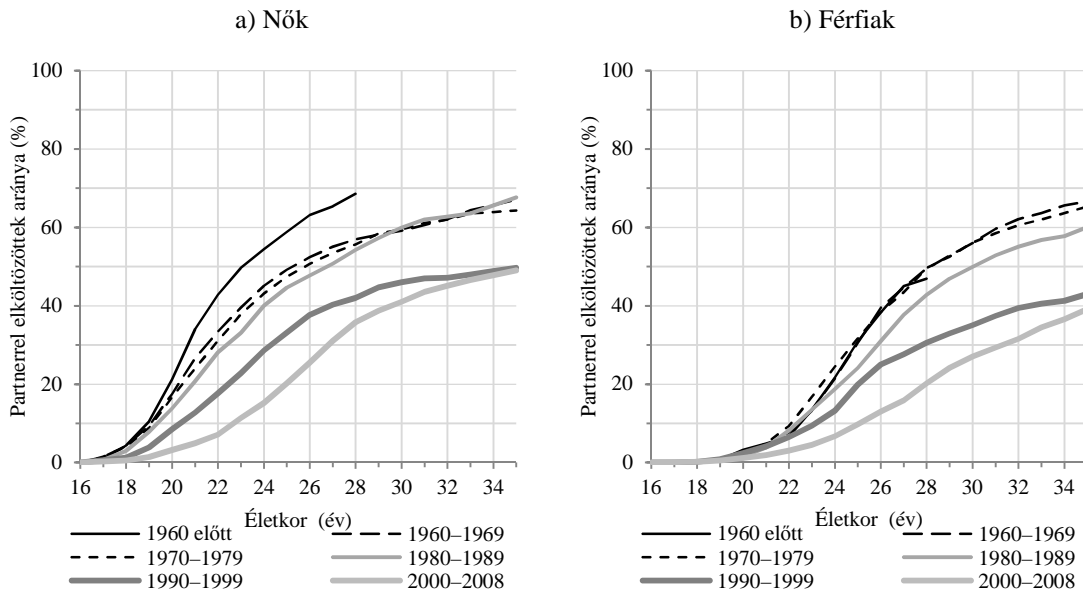 a) Nők
100
80
60
40
20
0
16 18 20 22 24 26 28 30 32 34
Partnerrel elköltözöttek aránya (%)
Életkor (év)
1960 előtt
1960–1969
1970–1979
1980–1989
1990–1999
2000–2008
b) Férfiak
100
80
60
40
20
0
16 18 20 22 24 26 28 30 32 34
Partnerrel elköltözöttek aránya (%)
Életkor (év)
1960 előtt
1960–1969
1970–1979
1980–1989
1990–1999
2000–2008